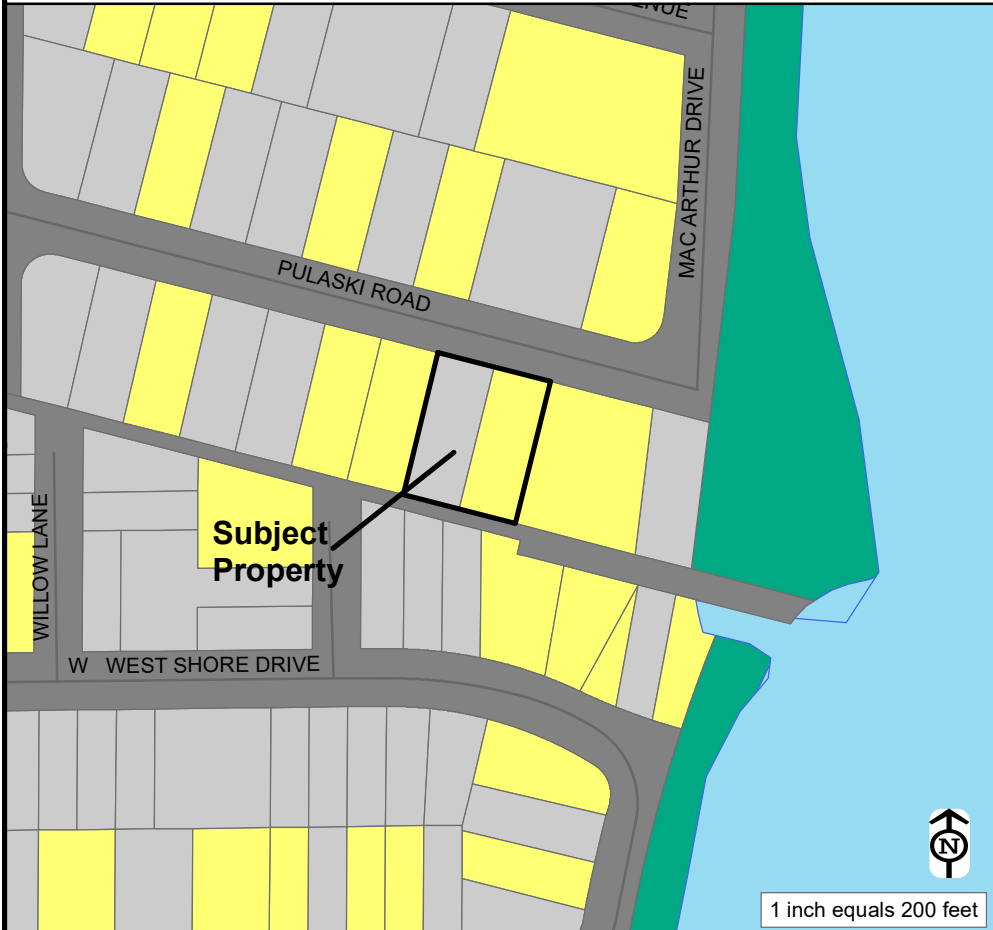 MAC ARTHUR DRIVE
PULASKI ROAD
Subject
Property
WILLOW LANE
W WEST SHORE DRIVE
N
1 inch equals 200 feet